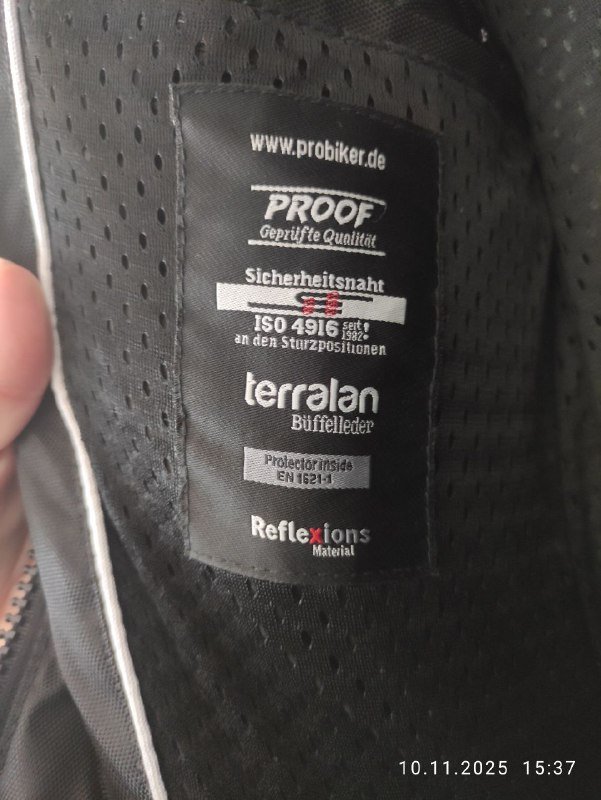 www.probiker.de
PROOF
Geprüfte Qualität
Sicherheitsnaht
ISO 4916 seit 1982!
an den Sturzpositionen
terralan
Büffelleder
Protector inside
EN 1621-1
Reflexions
Material
10.11.2025 15:37